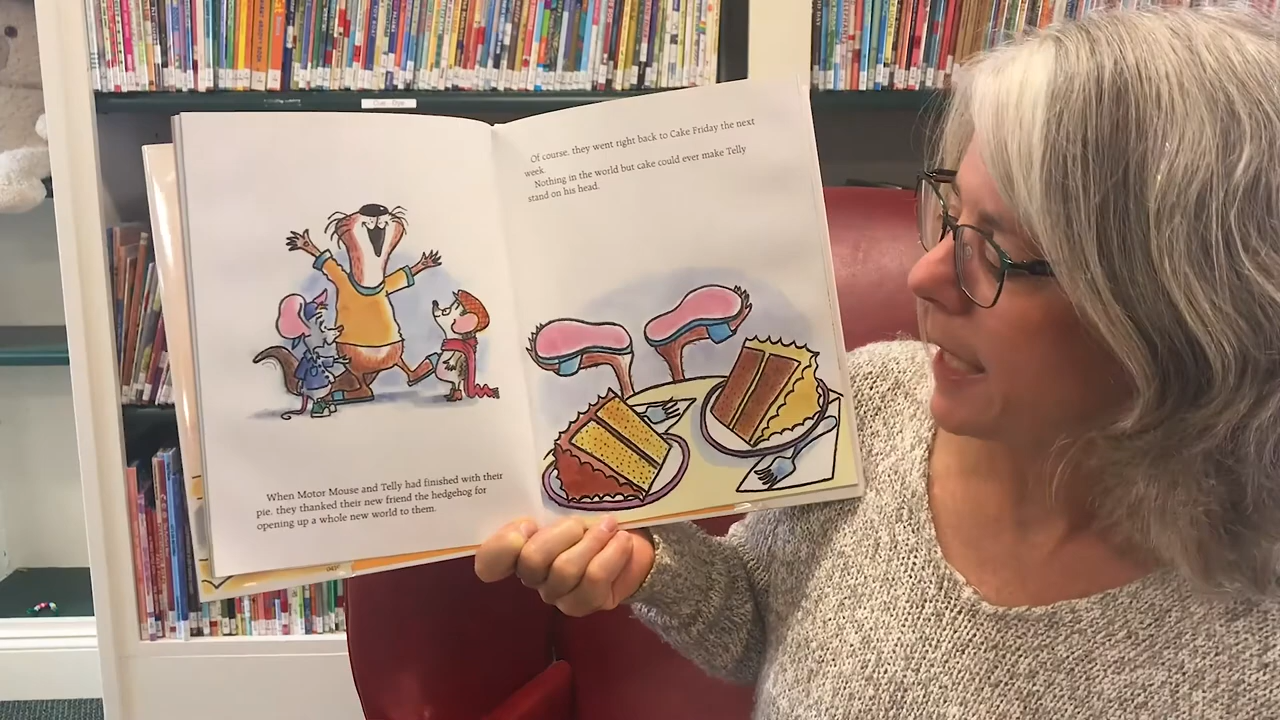 When Motor Mouse and Telly had finished with their
pie, they thanked their new friend the hedgehog for
opening up a whole new world to them.
Of course, they went right back to Cake Friday the next
week.
Nothing in the world but cake could ever make Telly
stand on his head.